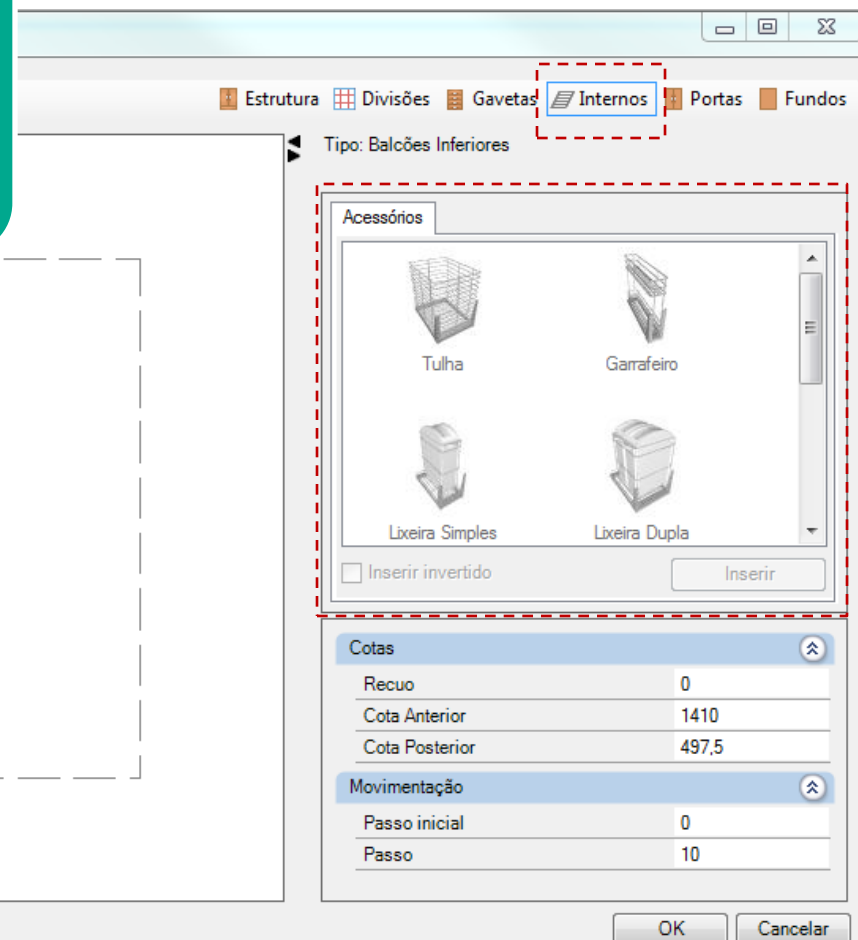 Estrutura Divisões Gavetas Internos Portas Fundos
Tipo: Balcões Inferiores
Acessórios
Tulha Garrafeiro
Lixeira Simples Lixeira Dupla
Inserir invertido Inserir
Cotas
Recuo 0
Cota Anterior 1410
Cota Posterior 497,5
Movimentação
Passo inicial 0
Passo 10
OK Cancelar